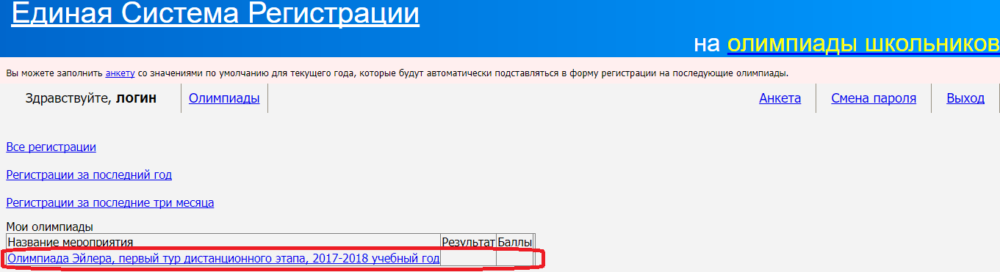 Единая Система Регистрации
на олимпиады школьников
Вы можете заполнить анкету со значениями по умолчанию для текущего года, которые будут автоматически подставляться в форму регистрации на последующие олимпиады.
Здравствуйте, логин Олимпиады Анкета Смена пароля Выход
Все регистрации
Регистрации за последний год
Регистрации за последние три месяца
Мои олимпиады
Название мероприятия Результат Баллы
Олимпиада Эйлера, первый тур дистанционного этапа, 2017-2018 учебный год